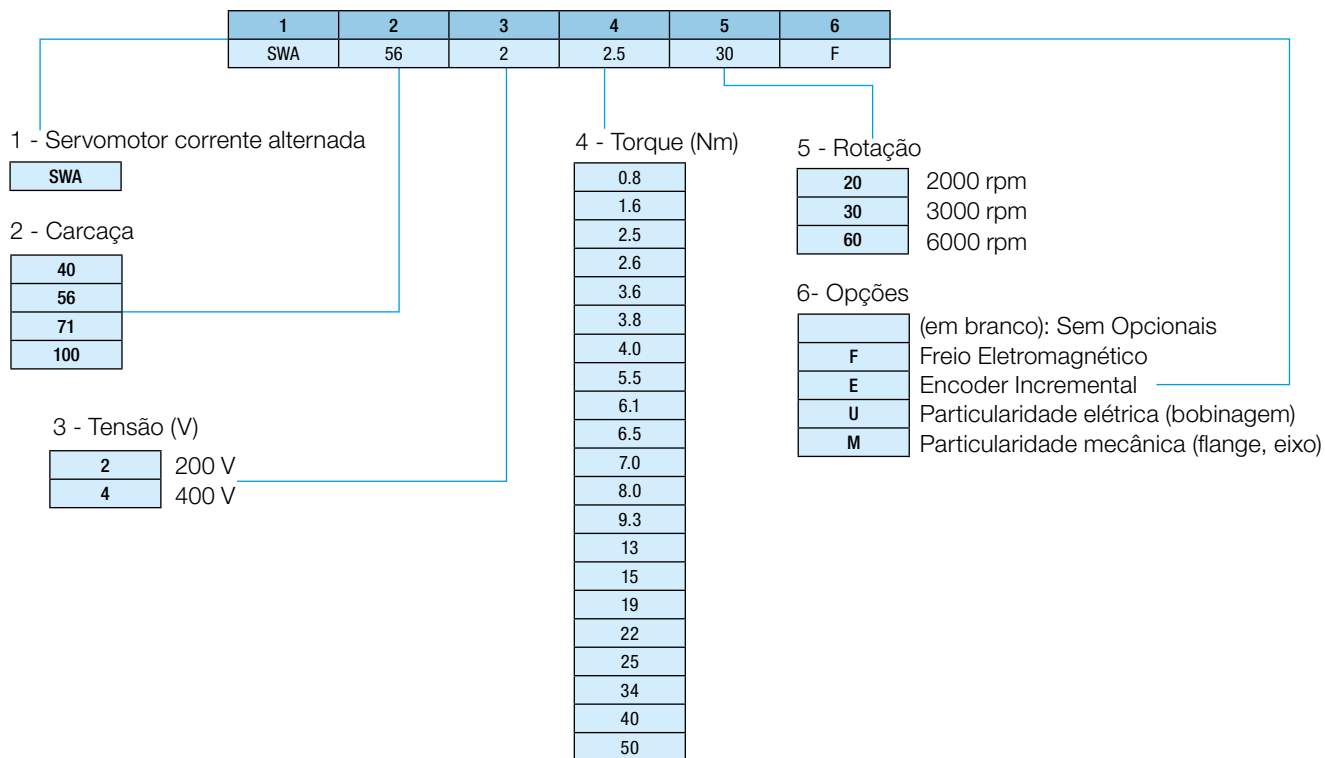 1 2 3 4 5 6
SWA 56 2 2.5 30 F
1 - Servomotor corrente alternada
SWA
2 - Carcaça
40
56
71
100
3 - Tensão (V)
2 200 V
4 400 V
4 - Torque (Nm)
0.8
1.6
2.5
2.6
3.6
3.8
4.0
5.5
6.1
6.5
7.0
8.0
9.3
13
15
19
22
25
34
40
50
5 - Rotação
20 2000 rpm
30 3000 rpm
60 6000 rpm
6- Opções
(em branco): Sem Opcionais
F Freio Eletromagnético
E Encoder Incremental
U Particularidade elétrica (bobinagem)
M Particularidade mecânica (flange, eixo)